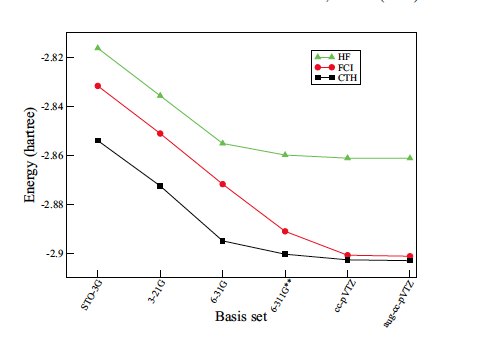 HF
FCI
CTH
-2.82
-2.84
-2.86
-2.88
-2.9
Energy (hartree)
STO-3G
3-21G
6-31G
6-311G**
cc-pVTZ
aug-cc-pVTZ
Basis set